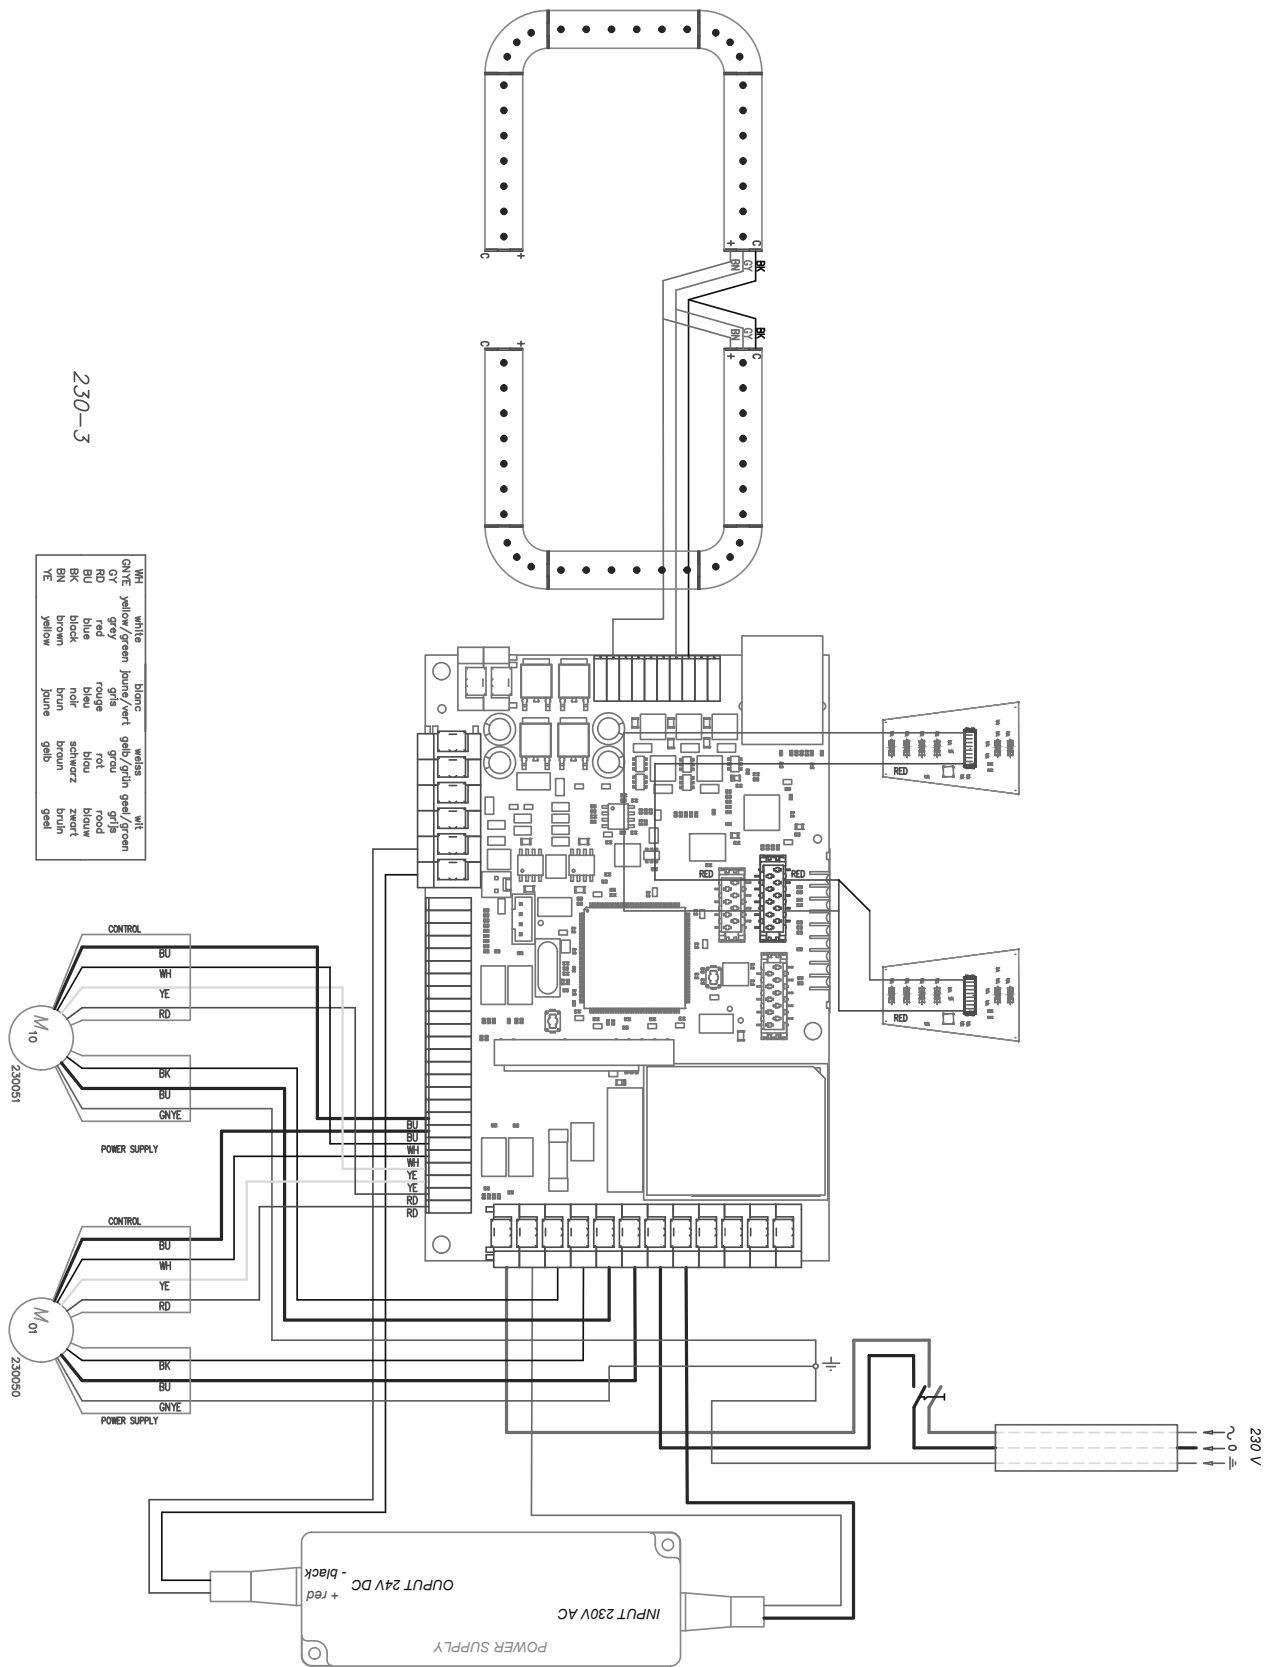 C
+
+
C
BN
GY
BK
BN
GY
BK
+
C
C
+
230-3
WH white blanc weiss wit
GNYE yellow/green jaune/vert gelb/grün geel/groen
GY grey gris grau grijs
RD red rouge rot rood
BU blue bleu blau blauw
BK black noir schwarz zwart
BN brown brun braun bruin
YE yellow jaune gelb geel
RED
RED
RED
RED
CONTROL
BU
WH
YE
RD
M 10
230051
BK
BU
GNYE
POWER SUPPLY
BU
BU
WH
WH
YE
YE
RD
RD
CONTROL
BU
WH
YE
RD
M 01
230050
BK
BU
GNYE
POWER SUPPLY
230 V
0
- black
+ red
OUPUT 24V DC
INPUT 230V AC
POWER SUPPLY